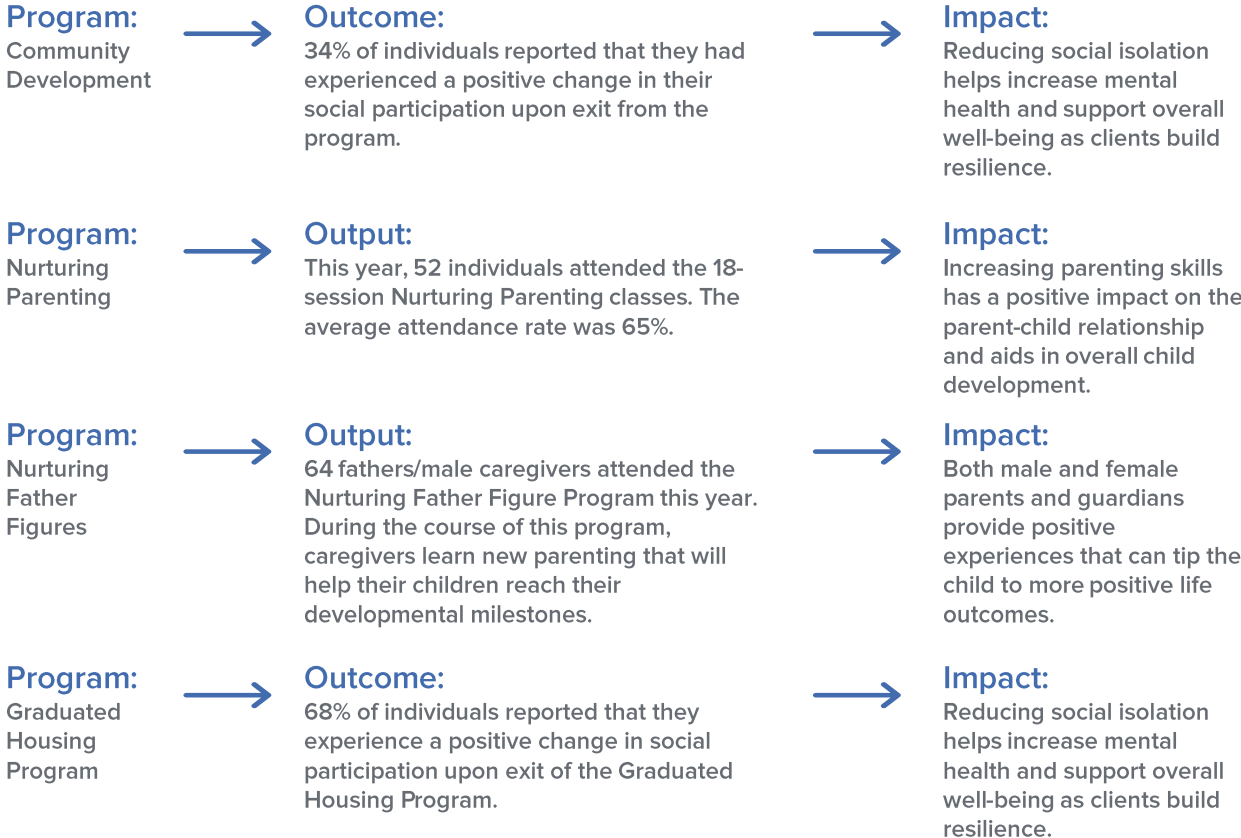 Program:
Community
Development
Outcome:
34% of individuals reported that they had
experienced a positive change in their
social participation upon exit from the
program.
Impact:
Reducing social isolation
helps increase mental
health and support overall
well-being as clients build
resilience.
Program:
Nurturing
Parenting
Output:
This year, 52 individuals attended the 18-
session Nurturing Parenting classes. The
average attendance rate was 65%.
Impact:
Increasing parenting skills
has a positive impact on the
parent-child relationship
and aids in overall child
development.
Program:
Nurturing
Father
Figures
Output:
64 fathers/male caregivers attended the
Nurturing Father Figure Program this year.
During the course of this program,
caregivers learn new parenting that will
help their children reach their
developmental milestones.
Impact:
Both male and female
parents and guardians
provide positive
experiences that can tip the
child to more positive life
outcomes.
Program:
Graduated
Housing
Program
Outcome:
68% of individuals reported that they
experience a positive change in social
participation upon exit of the Graduated
Housing Program.
Impact:
Reducing social isolation
helps increase mental
health and support overall
well-being as clients build
resilience.